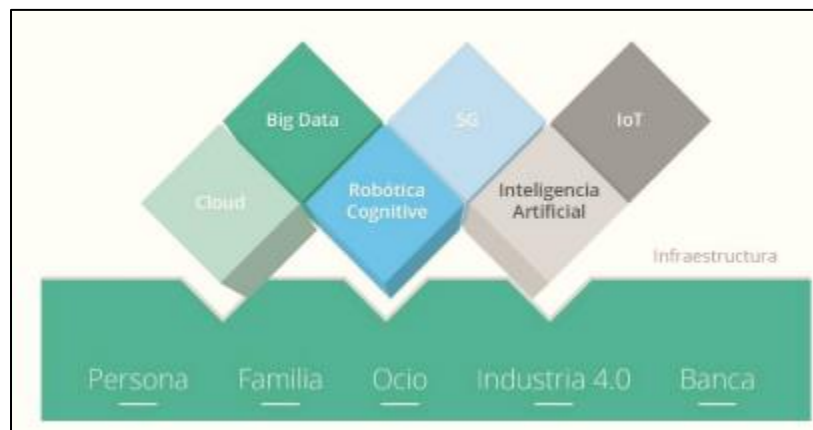 Big Data
5G
IoT
Cloud
Robótica
Cognitive
Inteligencia
Artificial
Infraestructura
Persona
Familia
Ocio
Industria 4.0
Banca